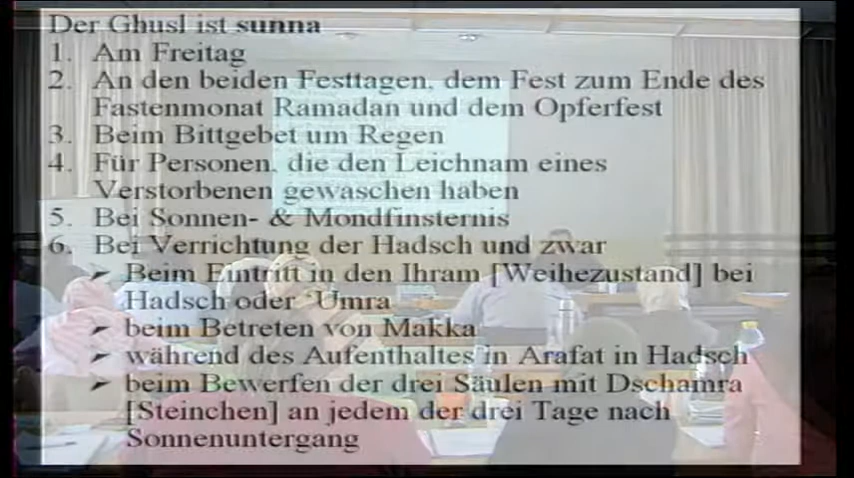 Der Ghusl ist sunna
1. Am Freitag
2. An den beiden Festtagen, dem Fest zum Ende des
Fastenmonat Ramadan und dem Opferfest
3. Beim Bittgebet um Regen
4. Für Personen, die den Leichnam eines
Verstorbenen gewaschen haben
5. Bei Sonnen- & Mondfinsternis
6. Bei Verrichtung der Hadsch und zwar
➢ Beim Eintritt in den Ihram [Weihezustand] bei
Hadsch oder ʿUmra
➢ beim Betreten von Makka
➢ während des Aufenthaltes in Arafat in Hadsch
➢ beim Bewerfen der drei Säulen mit Dschamra
[Steinchen] an jedem der drei Tage nach
Sonnenuntergang